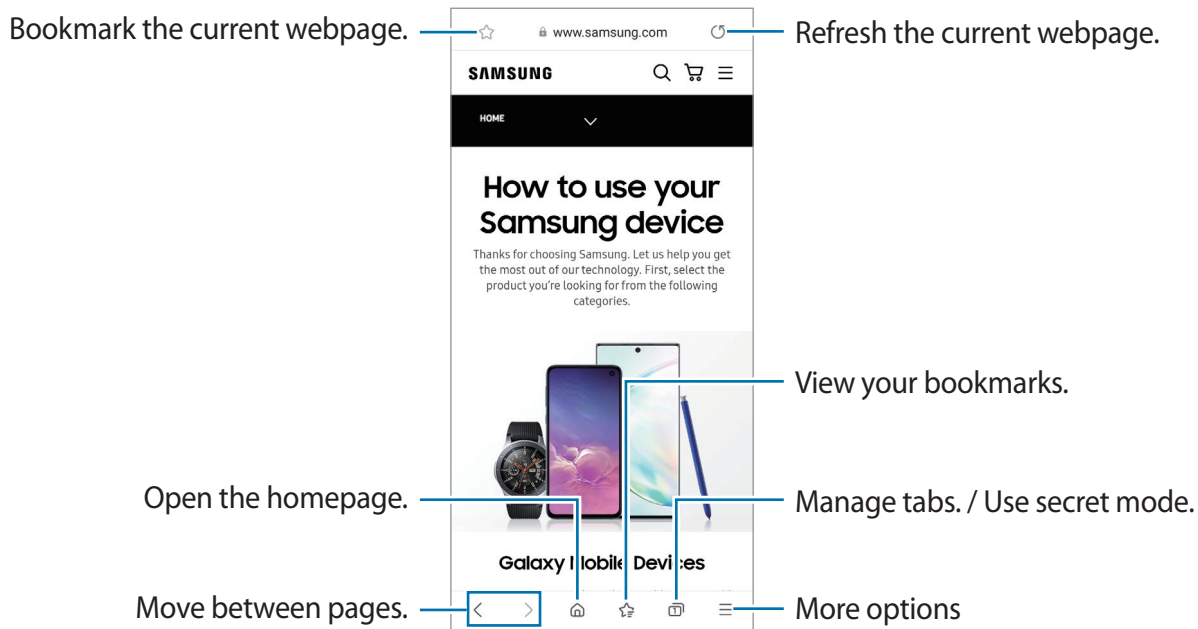 Bookmark the current webpage.
www.samsung.com
Refresh the current webpage.
SAMSUNG
HOME
How to use your
Samsung device
Thanks for choosing Samsung. Let us help you get
the most out of our technology. First, select the
product you're looking for from the following
categories.
View your bookmarks.
Open the homepage.
Manage tabs. / Use secret mode.
Galaxy Mobile Devices
Move between pages.
1
More options